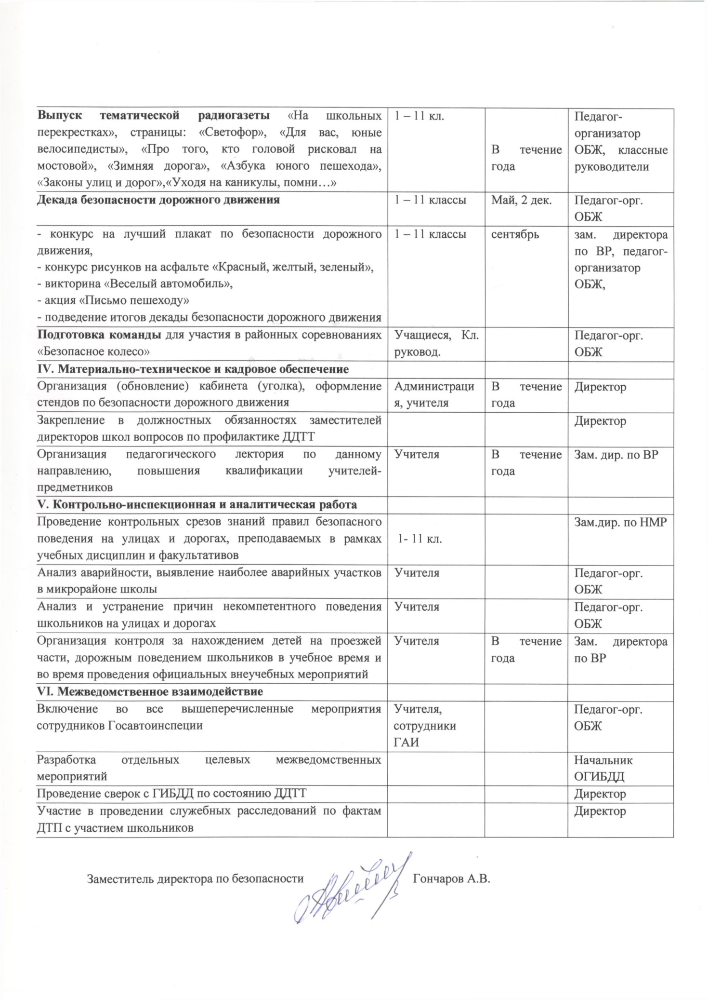 Выпуск тематической радиогазеты «На школьных
перекрестках», страницы: «Светофор», «Для вас, юные
велосипедисты», «Про того, кто головой рисковал на
мостовой», «Зимняя дорога», «Азбука юного пешехода»,
«Законы улиц и дорог»,«Уходя на каникулы, помни…»
1 – 11 кл.
В течение
года
Педагог-
организатор
ОБЖ, классные
руководители
Декада безопасности дорожного движения
1 – 11 классы
Май, 2 дек.
Педагог-орг.
ОБЖ
- конкурс на лучший плакат по безопасности дорожного
движения,
- конкурс рисунков на асфальте «Красный, желтый, зеленый»,
- викторина «Веселый автомобиль»,
- акция «Письмо пешеходу»
- подведение итогов декады безопасности дорожного движения
1 – 11 классы
сентябрь
зам. директора
по ВР, педагог-
организатор
ОБЖ,
Подготовка команды для участия в районных соревнованиях
«Безопасное колесо»
Учащиеся, Кл.
руковод.
Педагог-орг.
ОБЖ
IV. Материально-техническое и кадровое обеспечение
Организация (обновление) кабинета (уголка), оформление
стендов по безопасности дорожного движения
Администраци
я, учителя
В течение
года
Директор
Закрепление в должностных обязанностях заместителей
директоров школ вопросов по профилактике ДДТТ
Директор
Организация педагогического лектория по данному
направлению, повышения квалификации учителей-
предметников
Учителя
В течение
года
Зам. дир. по ВР
V. Контрольно-инспекционная и аналитическая работа
Проведение контрольных срезов знаний правил безопасного
поведения на улицах и дорогах, преподаваемых в рамках
учебных дисциплин и факультативов
1- 11 кл.
Зам.дир. по НМР
Анализ аварийности, выявление наиболее аварийных участков
в микрорайоне школы
Учителя
Педагог-орг.
ОБЖ
Анализ и устранение причин некомпетентного поведения
школьников на улицах и дорогах
Учителя
Педагог-орг.
ОБЖ
Организация контроля за нахождением детей на проезжей
части, дорожным поведением школьников в учебное время и
во время проведения официальных внеучебных мероприятий
Учителя
В течение
года
Зам. директора
по ВР
VI. Межведомственное взаимодействие
Включение во все вышеперечисленные мероприятия
сотрудников Госавтоинспеции
Учителя,
сотрудники
ГАИ
Педагог-орг.
ОБЖ
Разработка отдельных целевых межведомственных
мероприятий
Начальник
ОГИБДД
Проведение сверок с ГИБДД по состоянию ДДТТ
Директор
Участие в проведении служебных расследований по фактам
ДТП с участием школьников
Директор
Заместитель директора по безопасности Гончаров А.В.